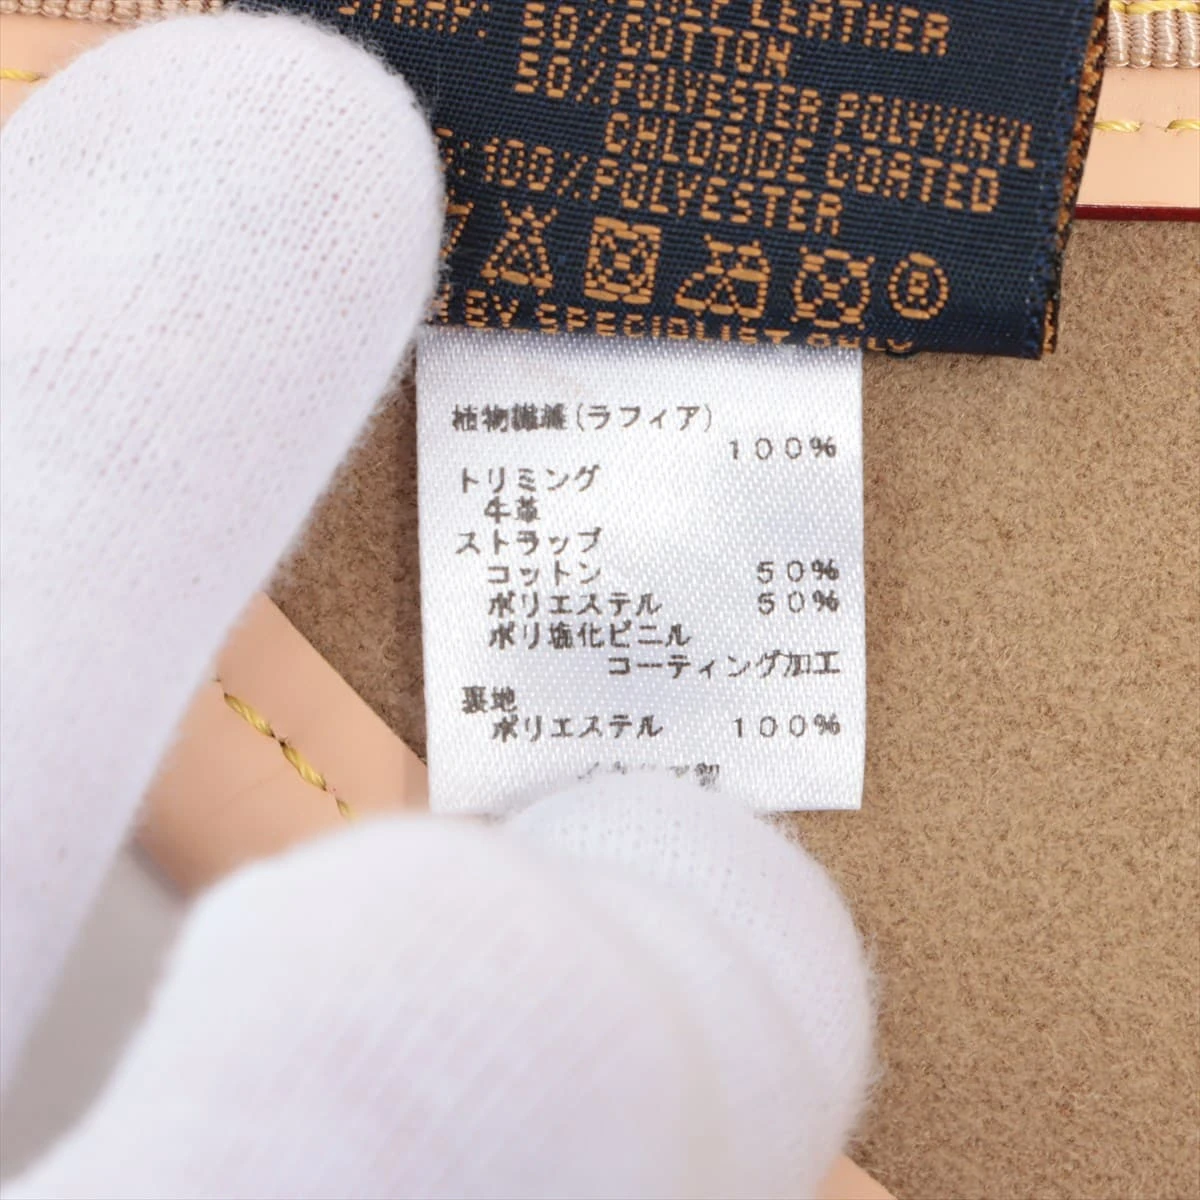 LEATHER
STRAP: 50%COTTON
50%POLYESTER POLYVINYL
CHLORIDE COATED
100%POLYESTER
®
SPECIALIST ONLY
植物繊維(ラフィア)
100%
トリミング
牛革
ストラップ
コットン 50%
ポリエステル 50%
ポリ塩化ビニル
コーティング加工
裏地
ポリエステル 100%